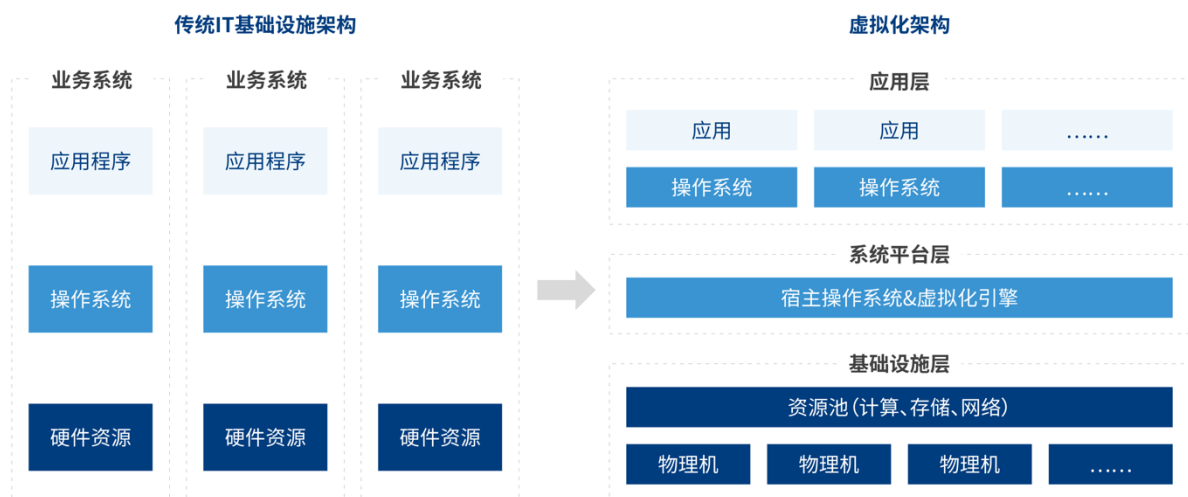 传统IT基础设施架构
业务系统 业务系统 业务系统
应用程序 应用程序 应用程序
操作系统 操作系统 操作系统
硬件资源 硬件资源 硬件资源
虚拟化架构
应用层
应用 应用 ……
操作系统 操作系统 ……
系统平台层
宿主操作系统&虚拟化引擎
基础设施层
资源池(计算、存储、网络)
物理机 物理机 物理机 ……